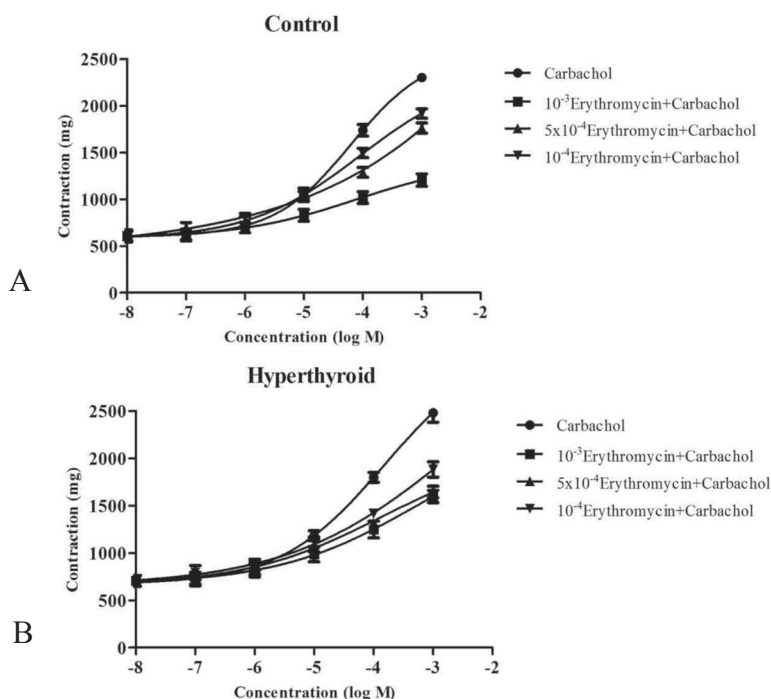 Control
2500
2000
1500
1000
500
0
Contraction (mg)
-8 -7 -6 -5 -4 -3 -2
Concentration (log M)
Carbachol
10⁻³Erythromycin+Carbachol
5x10⁻⁴Erythromycin+Carbachol
10⁻⁴Erythromycin+Carbachol
A
Hyperthyroid
2500
2000
1500
1000
500
0
Contraction (mg)
-8 -7 -6 -5 -4 -3 -2
Concentration (log M)
Carbachol
10⁻³Erythromycin+Carbachol
5x10⁻⁴Erythromycin+Carbachol
10⁻⁴Erythromycin+Carbachol
B